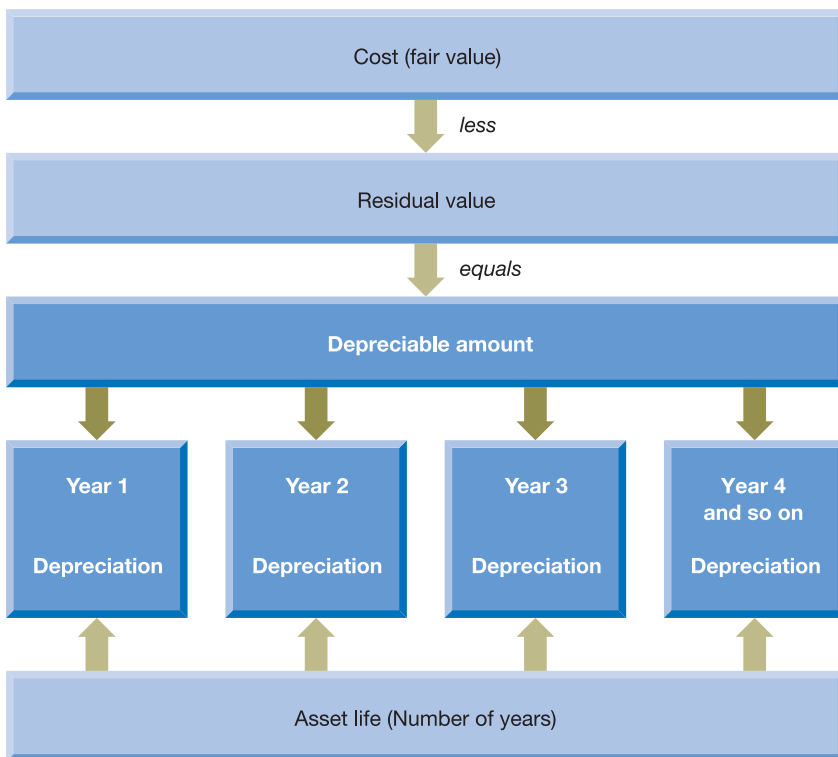 Cost (fair value)
less
Residual value
equals
Depreciable amount
Year 1
Depreciation
Year 2
Depreciation
Year 3
Depreciation
Year 4
and so on
Depreciation
Asset life (Number of years)